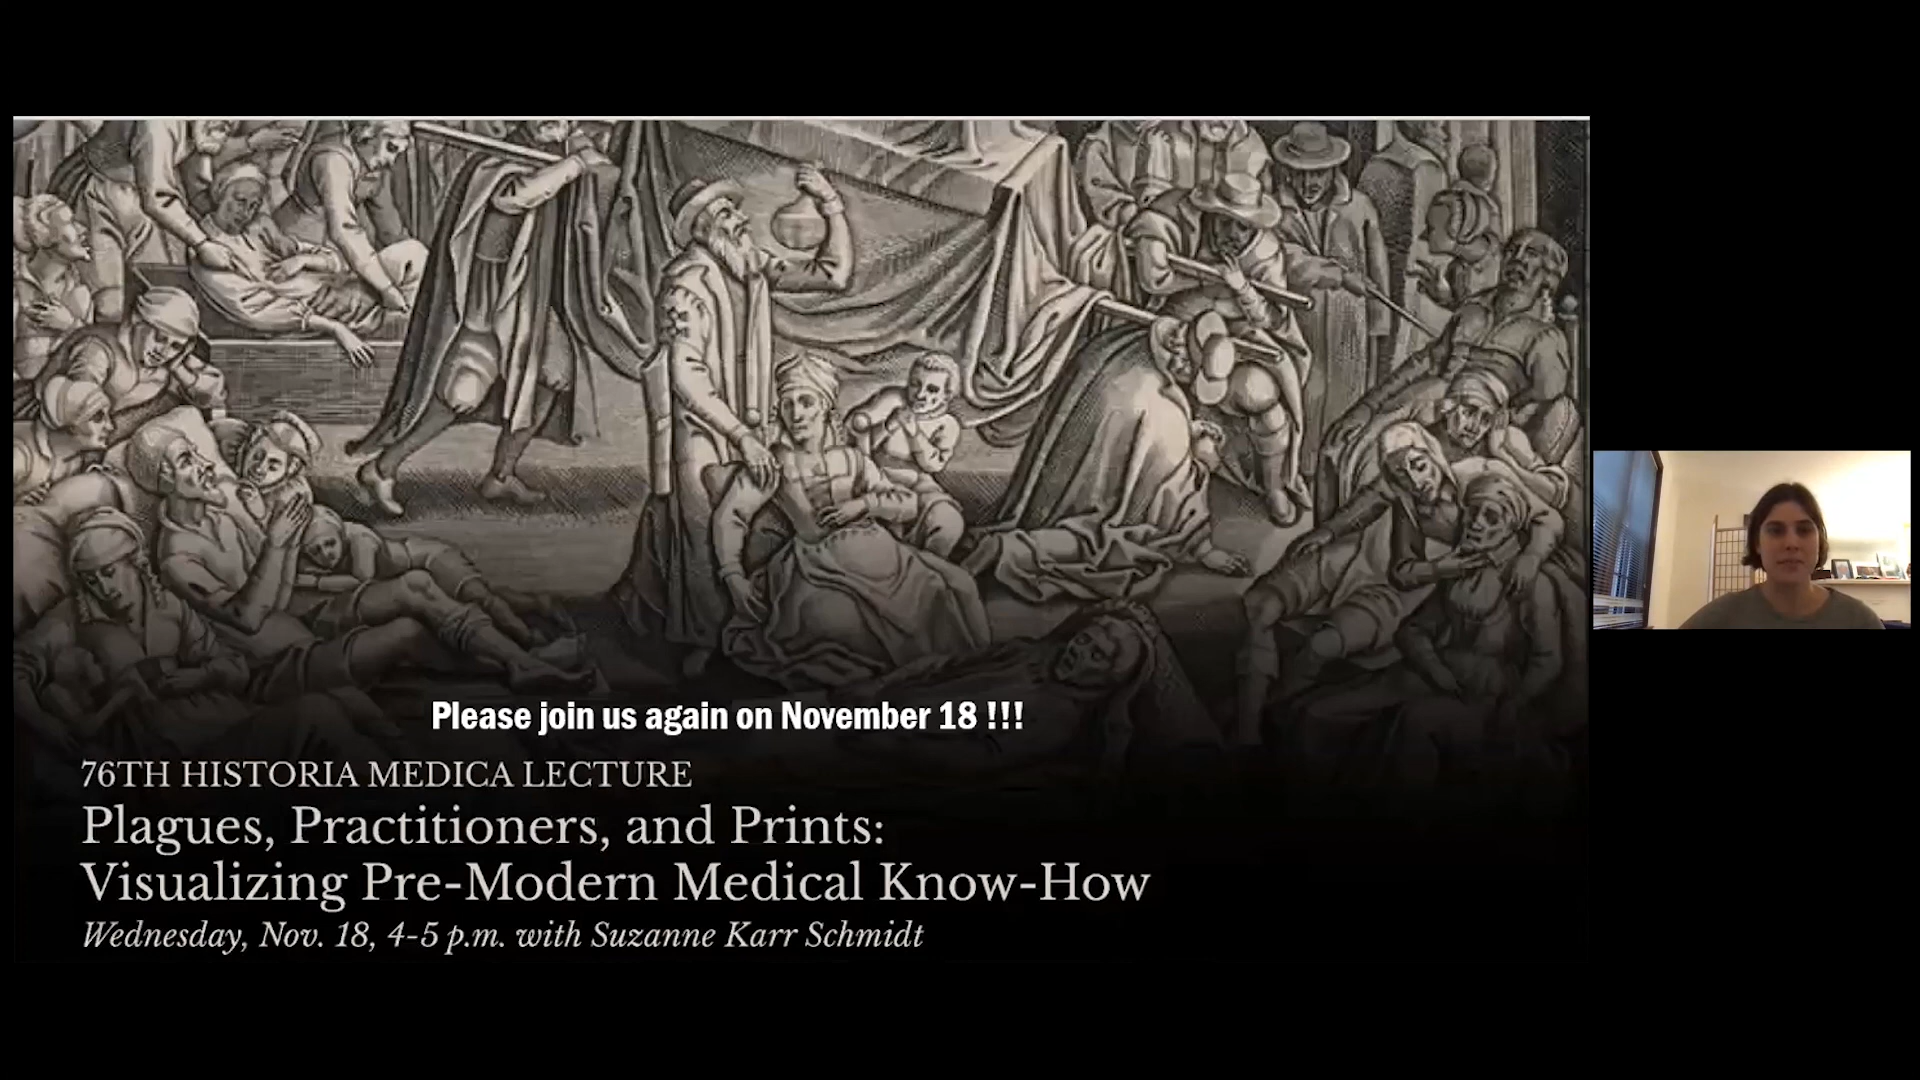 Please join us again on November 18 !!!
76TH HISTORIA MEDICA LECTURE
Plagues, Practitioners, and Prints:
Visualizing Pre-Modern Medical Know-How
Wednesday, Nov. 18, 4-5 p.m. with Suzanne Karr Schmidt